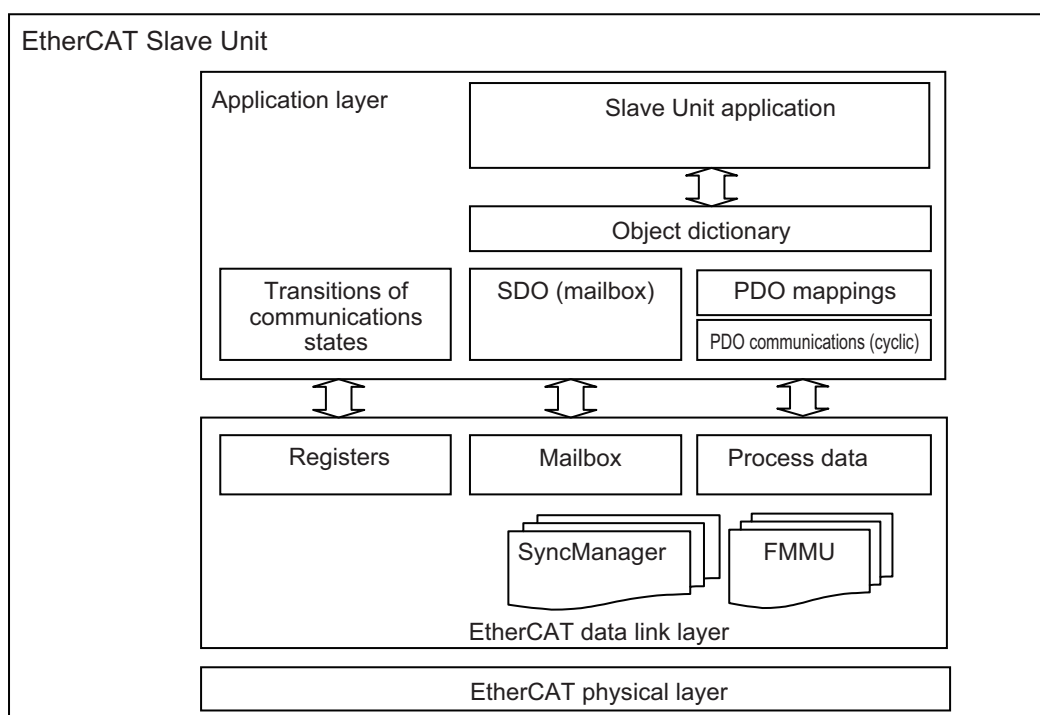 EtherCAT Slave Unit
Application layer
Slave Unit application
Object dictionary
Transitions of
communications
states
SDO (mailbox)
PDO mappings
PDO communications (cyclic)
Registers
Mailbox
Process data
SyncManager
FMMU
EtherCAT data link layer
EtherCAT physical layer